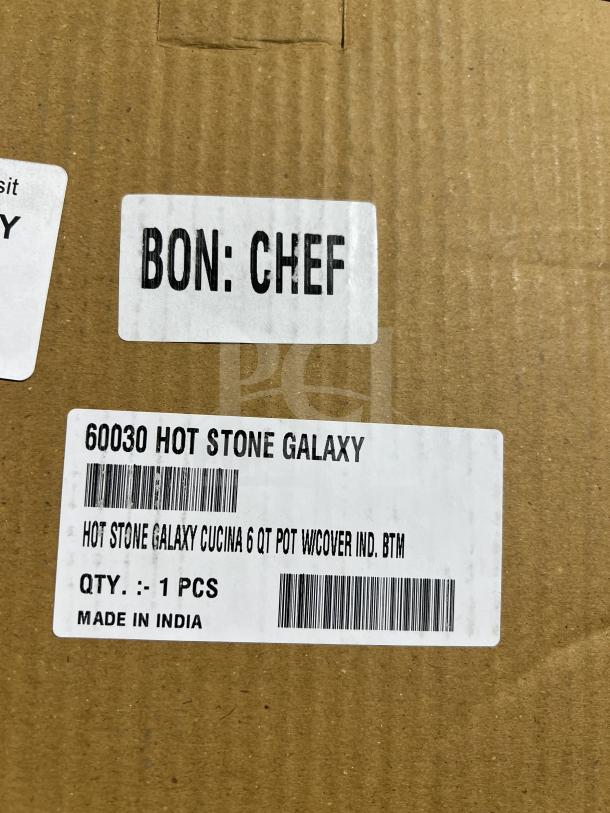 sit
Y
BON: CHEF
PCI
60030 HOT STONE GALAXY
HOT STONE GALAXY CUCINA 6 QT POT W/COVER IND. BTM
QTY. :- 1 PCS
MADE IN INDIA